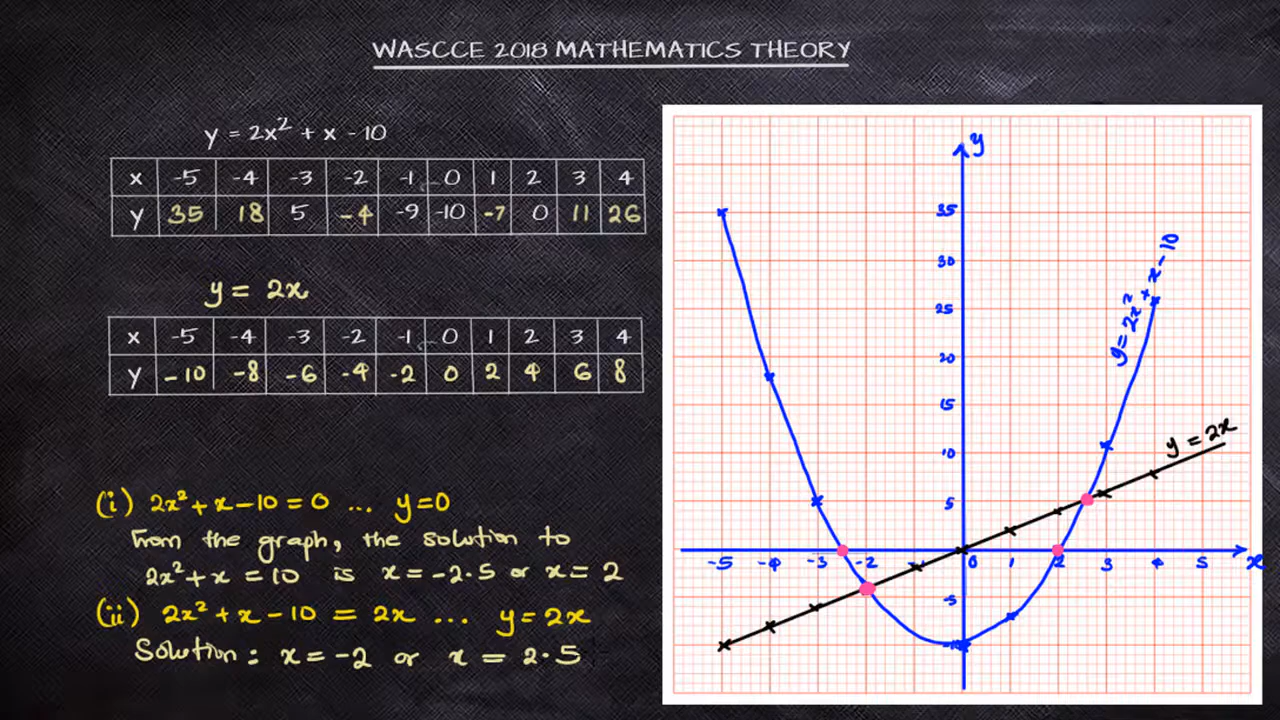 WASCCE 2018 MATHEMATICS THEORY
y = 2x² + x - 10
x -5 -4 -3 -2 -1 0 1 2 3 4
y 35 18 5 -4 -9 -10 -7 0 11 26
y = 2x
x -5 -4 -3 -2 -1 0 1 2 3 4
y -10 -8 -6 -4 -2 0 2 4 6 8
(i) 2x² + x - 10 = 0 ... y = 0
From the graph, the solution to
2x² + x = 10 is x = -2.5 or x = 2
(ii) 2x² + x - 10 = 2x ... y = 2x
Solution: x = -2 or x = 2.5
y
35
30
25
20
15
10
5
-5 -4 -3 -2 0 1 2 3 4 5 x
-5
-10
y = 2x² + x - 10
y = 2x